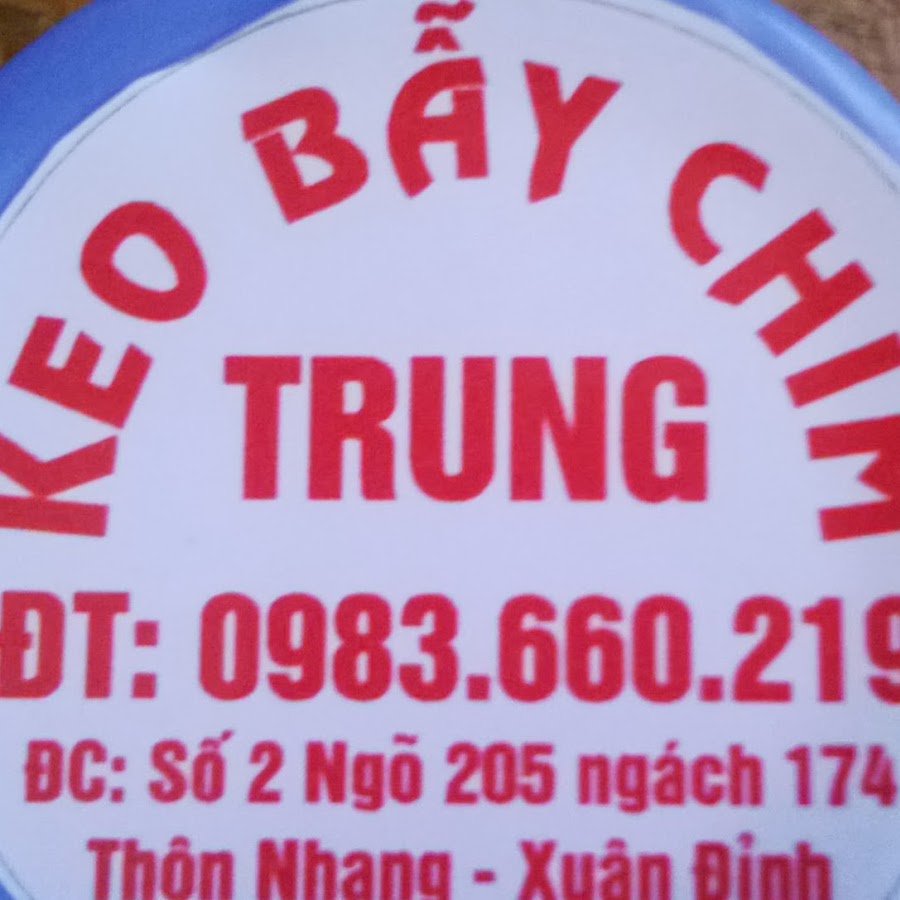 KEO BẪY CHIM
TRUNG
ĐT: 0983.660.219
ĐC: Số 2 Ngõ 205 ngách 174
Thôn Nhang - Xuân Đỉnh